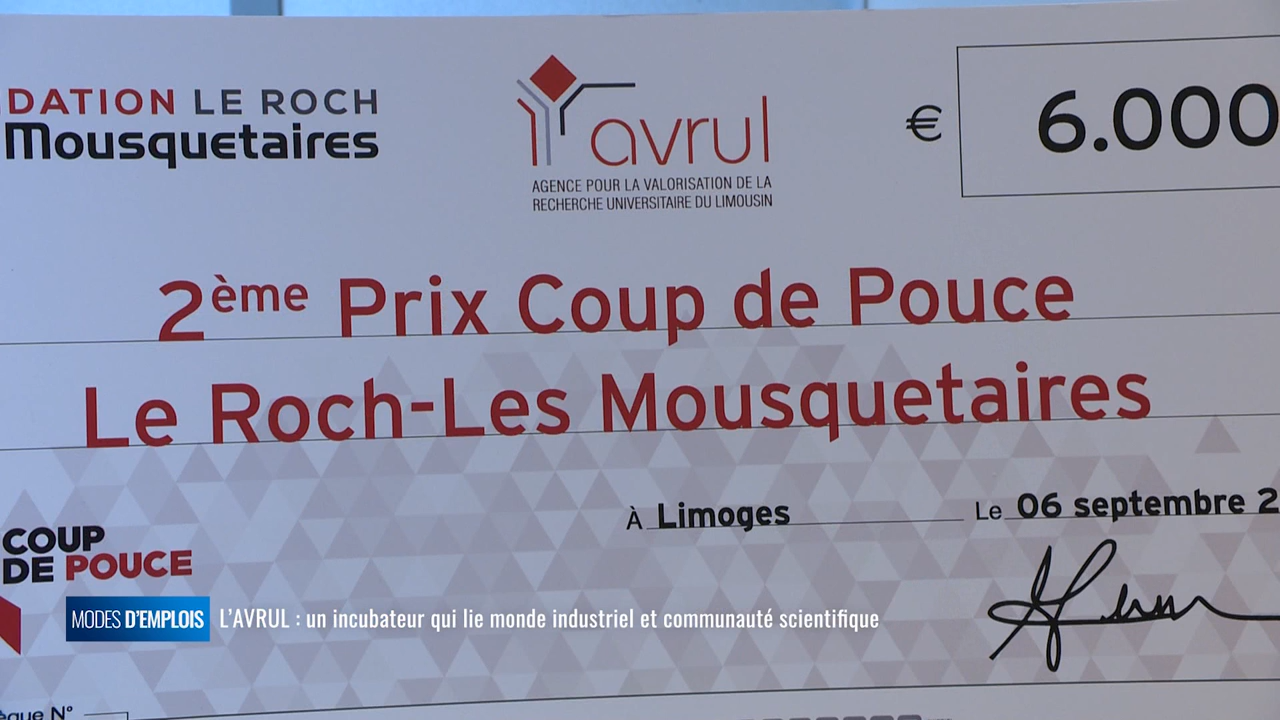 DATION LE ROCH
Mousquetaires
avrul
AGENCE POUR LA VALORISATION DE LA
RECHERCHE UNIVERSITAIRE DU LIMOUSIN
€ 6.000
2ème Prix Coup de Pouce
Le Roch-Les Mousquetaires
À Limoges Le 06 septembre 2
COUP
DE POUCE
MODES D'EMPLOIS L'AVRUL : un incubateur qui lie monde industriel et communauté scientifique
èque N°